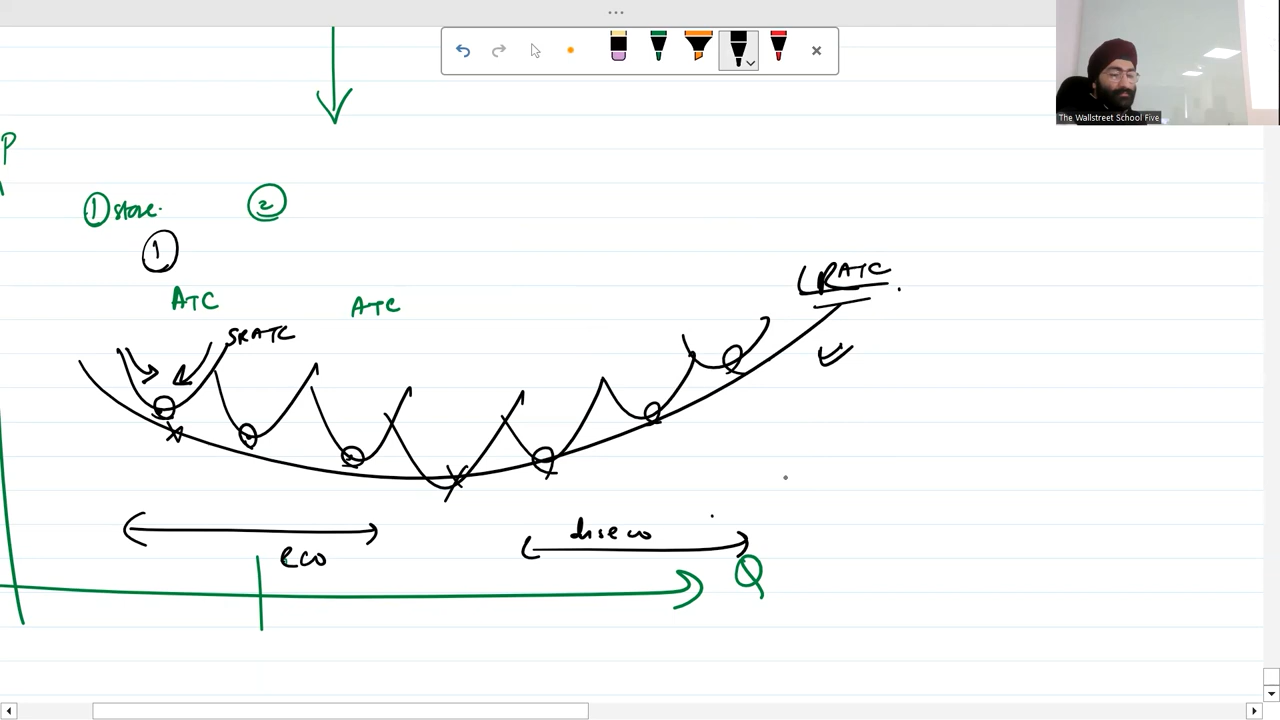 The Wallstreet School Five
P
① store.
②
①
ATC
ATC
SRATC
LRATC.
eco
diseco
Q